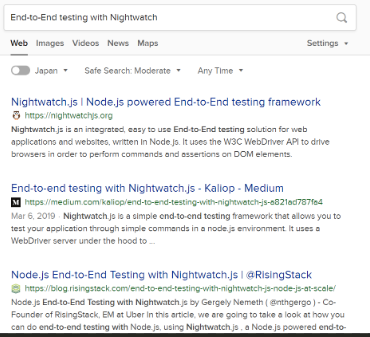 End-to-End testing with Nightwatch
Web Images Videos News Maps Settings
Japan Safe Search: Moderate Any Time
Nightwatch.js | Node.js powered End-to-End testing framework
https://nightwatchjs.org
Nightwatch.js is an integrated, easy to use End-to-End testing solution for web
applications and websites, written in Node.js. It uses the W3C WebDriver API to drive
browsers in order to perform commands and assertions on DOM elements.
End-to-end testing with Nightwatch.js - Kaliop - Medium
M https://medium.com/kaliop/end-to-end-testing-with-nightwatch-js-a821ad787fa4
Mar 6, 2019 · Nightwatch.js is a simple end-to-end testing framework that allows you to
test your application through simple commands in a node.js environment. It uses a
WebDriver server under the hood to ...
Node.js End-to-End Testing with Nightwatch.js | @RisingStack
https://blog.risingstack.com/end-to-end-testing-with-nightwatch-js-node-js-at-scale/
Node.js End-to-End Testing with Nightwatch.js by Gergely Nemeth ( @nthgergo ) - Co-
Founder of RisingStack, EM at Uber In this article, we are going to take a look at how you
can do end-to-end testing with Node.js, using Nightwatch.js , a Node.js powered end-to-